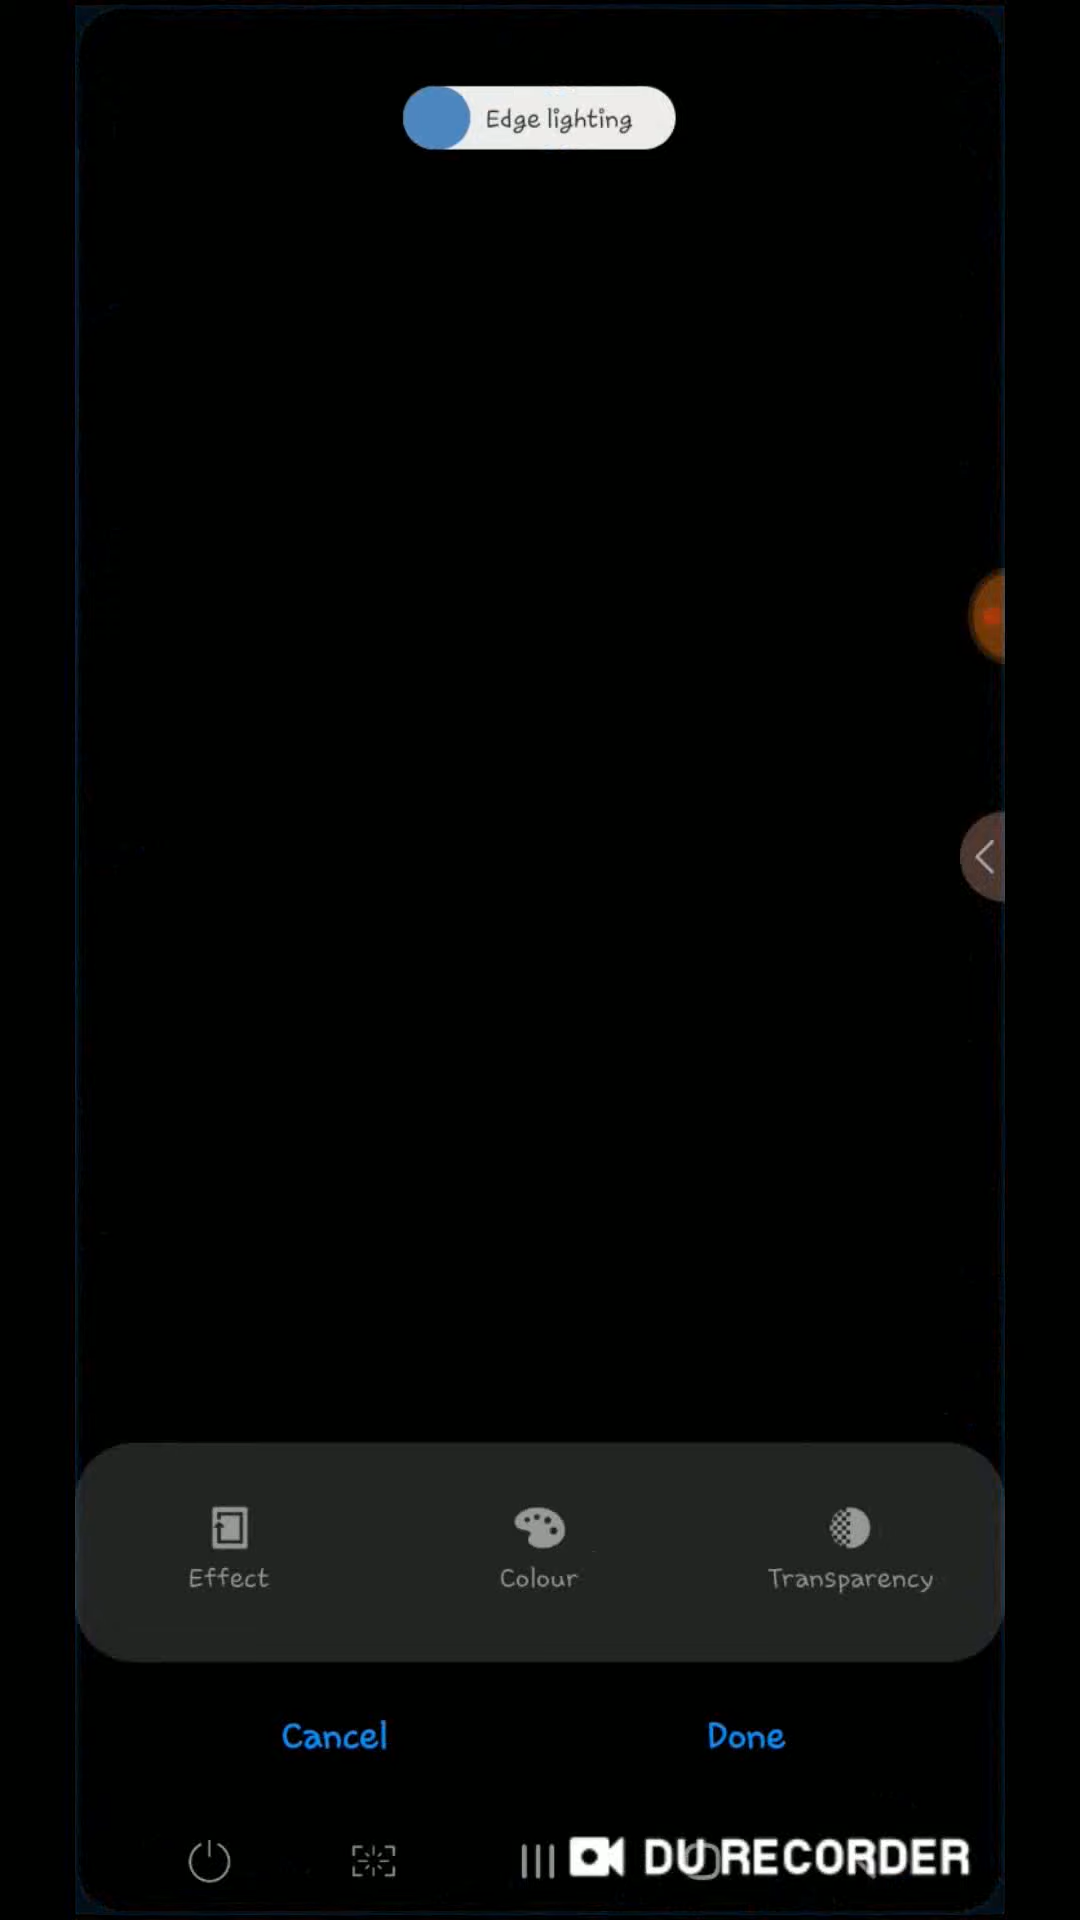 Edge lighting
Effect
Colour
Transparency
Cancel
Done
DU RECORDER